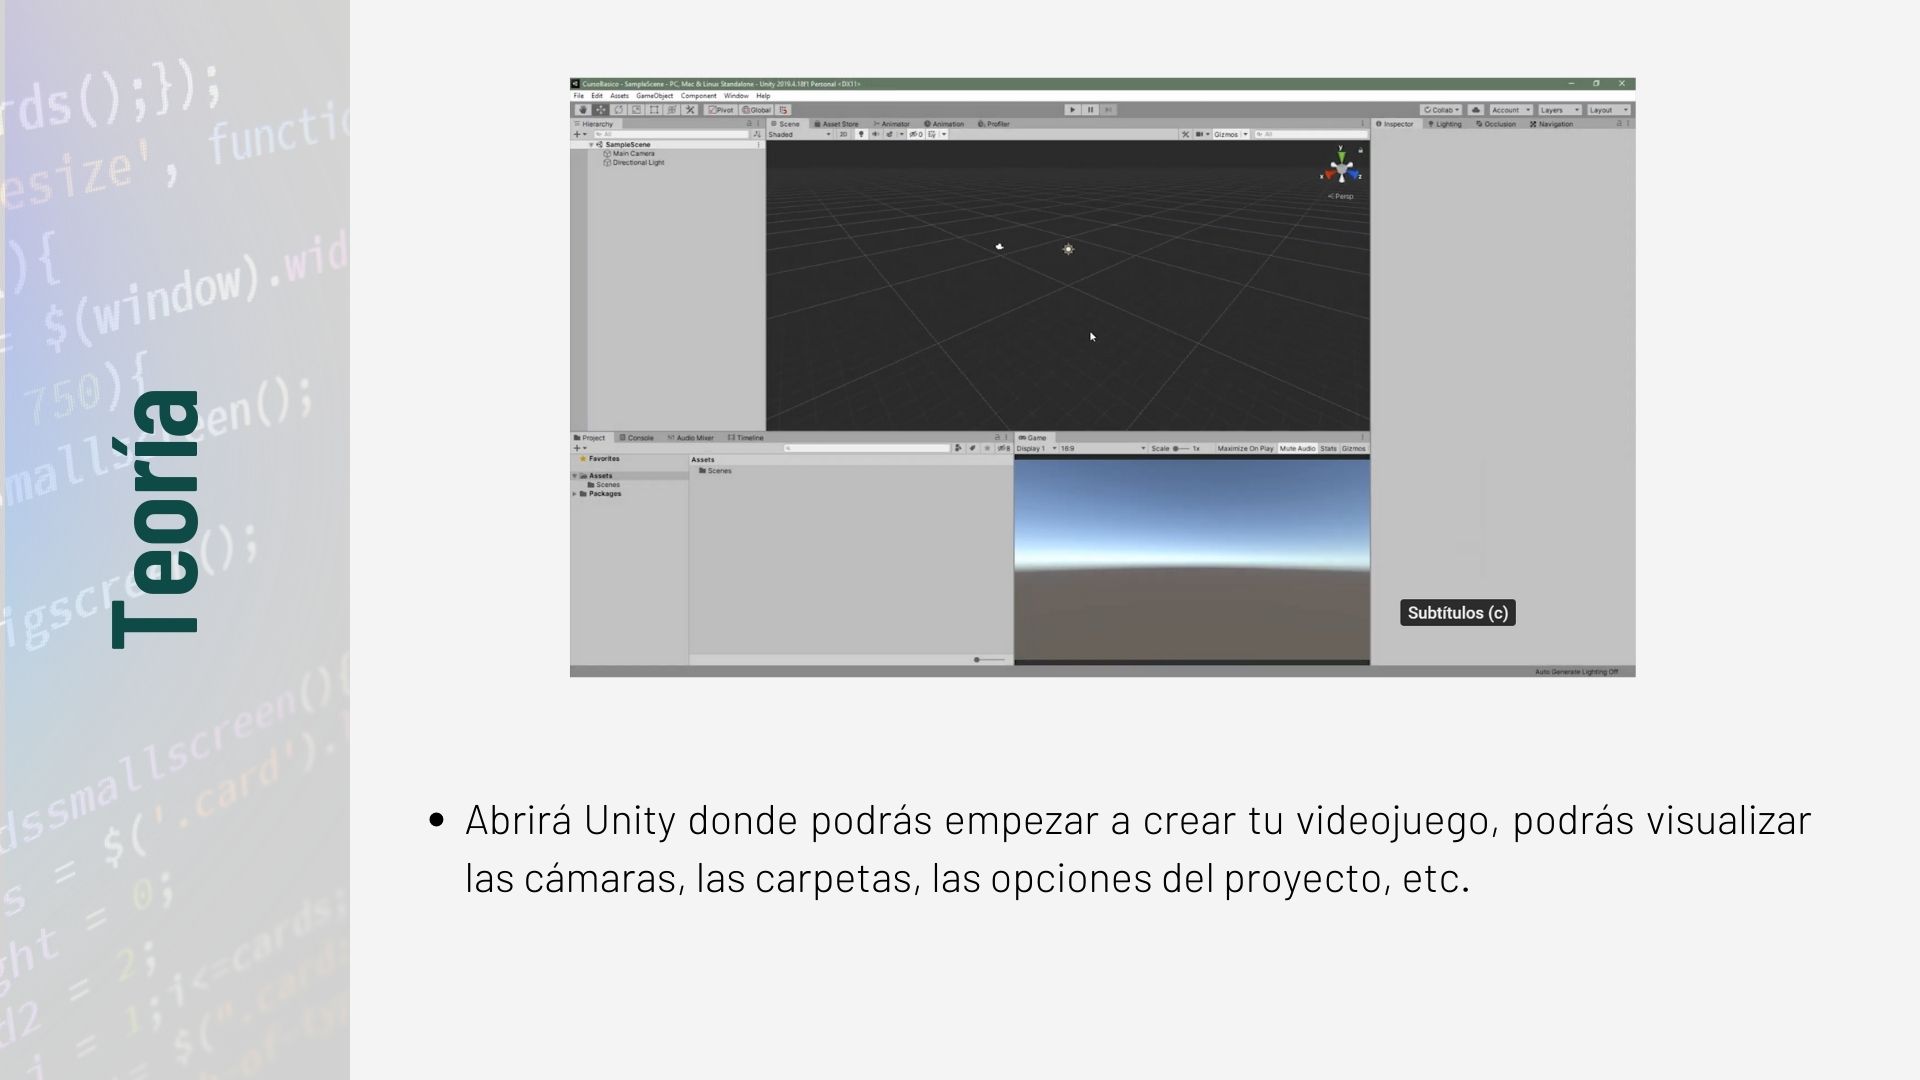 rds();});
esize', functio
){
= $(window).wid
750){
smallscreen();
igscreen();
dssmallscreen(){
s = $('.card').
ght = 0;
d2 = 2;
i = 1;i<=cards;
= $(".card
Teoría
CursoBasico - SampleScene - PC, Mac & Linux Standalone - Unity 2019.4.18f1 Personal <DX11>
File Edit Assets GameObject Component Window Help
Pivot Global Collab Account Layers Layout
Hierarchy Scene Asset Store Animator Animation Profiler Inspector Lighting Occlusion Navigation
All Shaded 2D 0 Gizmos All
SampleScene
Main Camera
Directional Light
y
x z
Persp
Project Console Audio Mixer Timeline Game
8 Display 1 16:9 Scale 1x Maximize On Play Mute Audio Stats Gizmos
Favorites
Assets
Scenes
Packages
Assets
Scenes
Subtítulos (c)
Auto Generate Lighting Off
• Abrirá Unity donde podrás empezar a crear tu videojuego, podrás visualizar
las cámaras, las carpetas, las opciones del proyecto, etc.